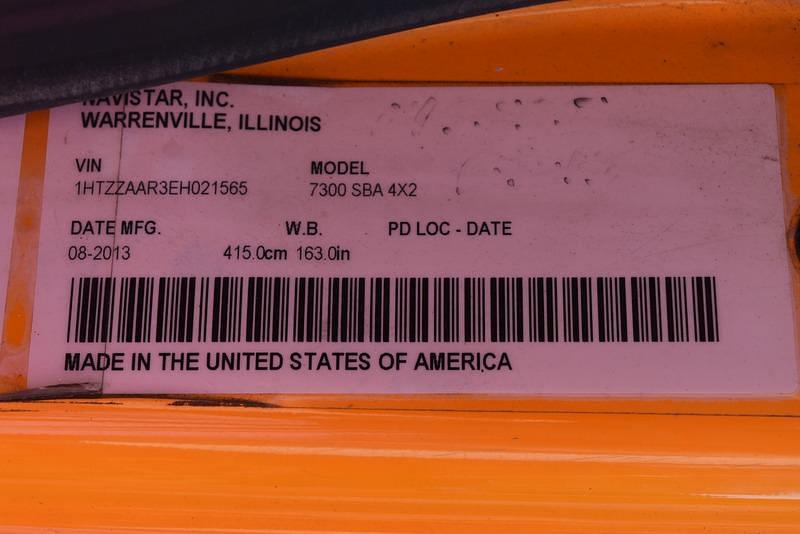 NAVISTAR, INC.
WARRENVILLE, ILLINOIS
VIN MODEL
1HTZZAAR3EH021565 7300 SBA 4X2
DATE MFG. W.B. PD LOC - DATE
08-2013 415.0cm 163.0in
MADE IN THE UNITED STATES OF AMERICA